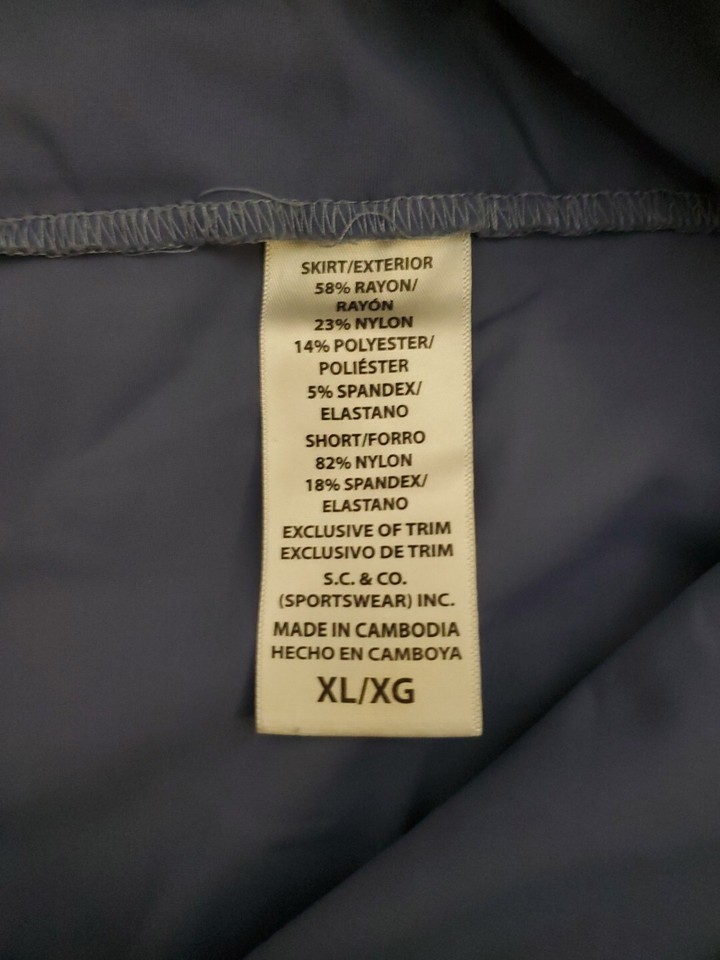 SKIRT/EXTERIOR
58% RAYON/
RAYÓN
23% NYLON
14% POLYESTER/
POLIÉSTER
5% SPANDEX/
ELASTANO
SHORT/FORRO
82% NYLON
18% SPANDEX/
ELASTANO
EXCLUSIVE OF TRIM
EXCLUSIVO DE TRIM
S.C. & CO.
(SPORTSWEAR) INC.
MADE IN CAMBODIA
HECHO EN CAMBOYA
XL/XG